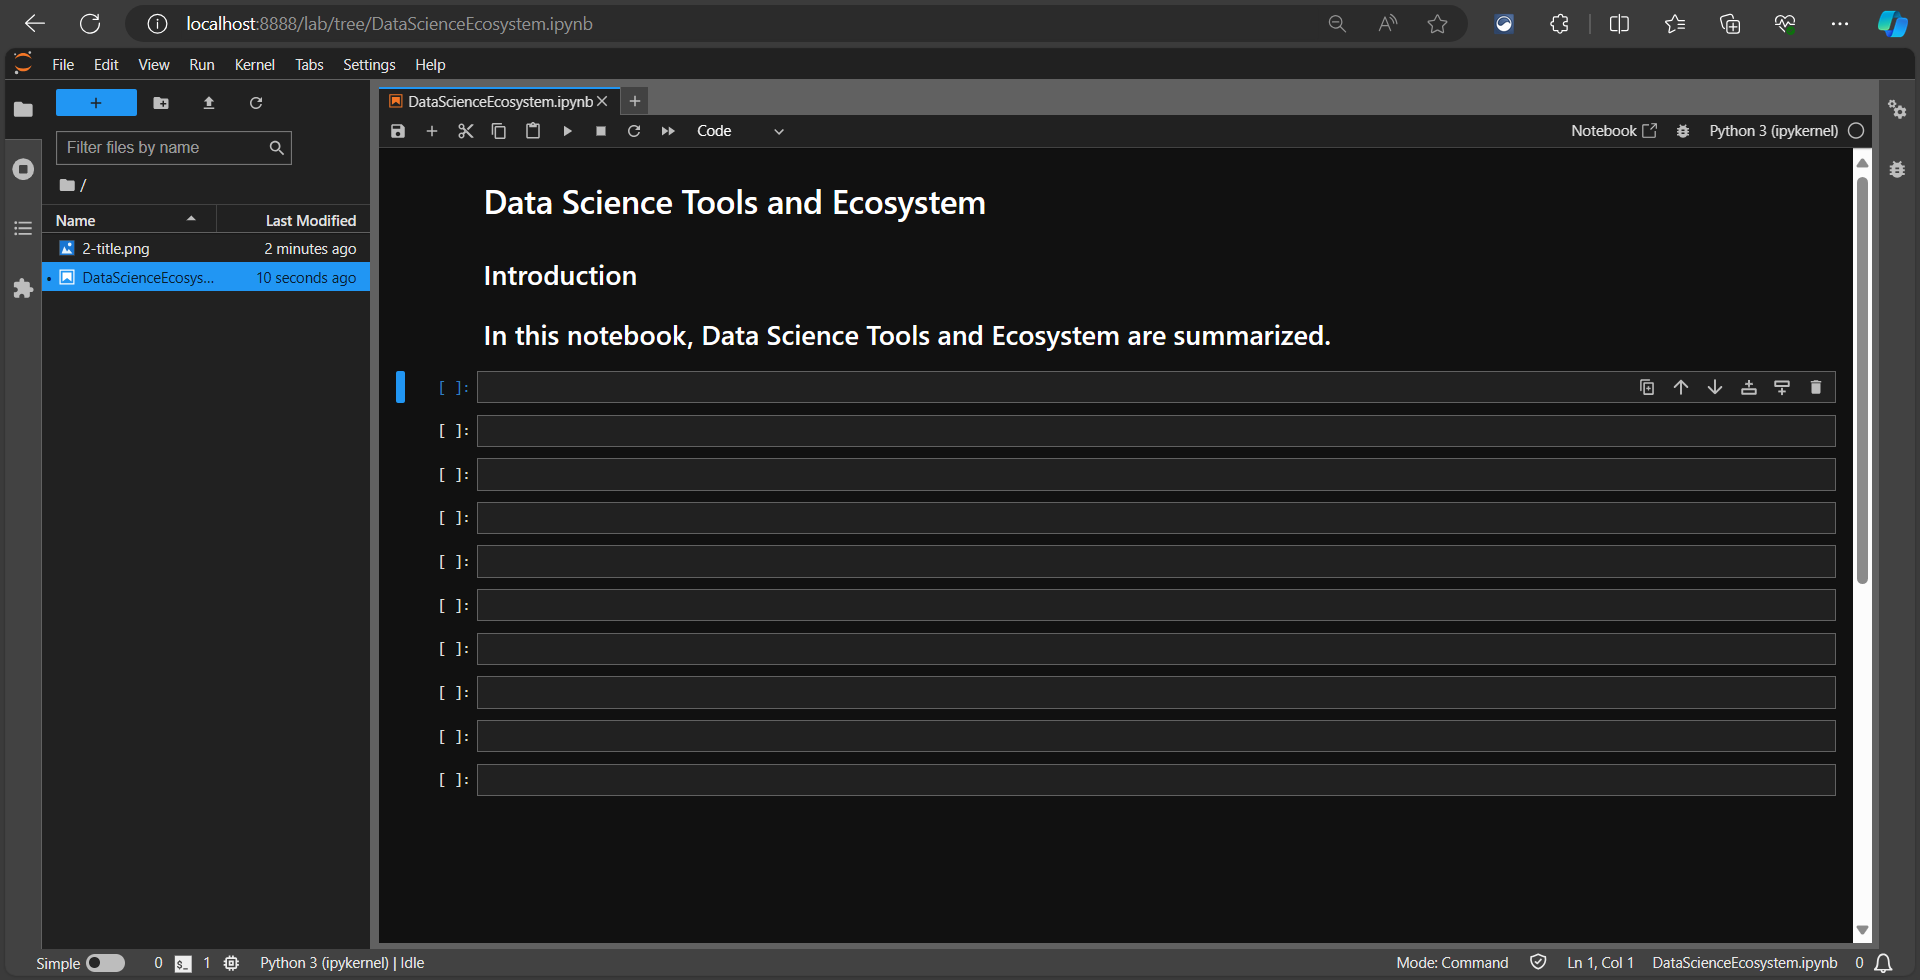 localhost:8888/lab/tree/DataScienceEcosystem.ipynb
File Edit View Run Kernel Tabs Settings Help
+
Filter files by name
/
Name Last Modified
2-title.png 2 minutes ago
DataScienceEcosys... 10 seconds ago
DataScienceEcosystem.ipynb
Code
Notebook
Python 3 (ipykernel)
Data Science Tools and Ecosystem
Introduction
In this notebook, Data Science Tools and Ecosystem are summarized.
[ ]:
[ ]:
[ ]:
[ ]:
[ ]:
[ ]:
[ ]:
[ ]:
[ ]:
[ ]:
Simple 0 $_ 1 Python 3 (ipykernel) | Idle Mode: Command Ln 1, Col 1 DataScienceEcosystem.ipynb 0